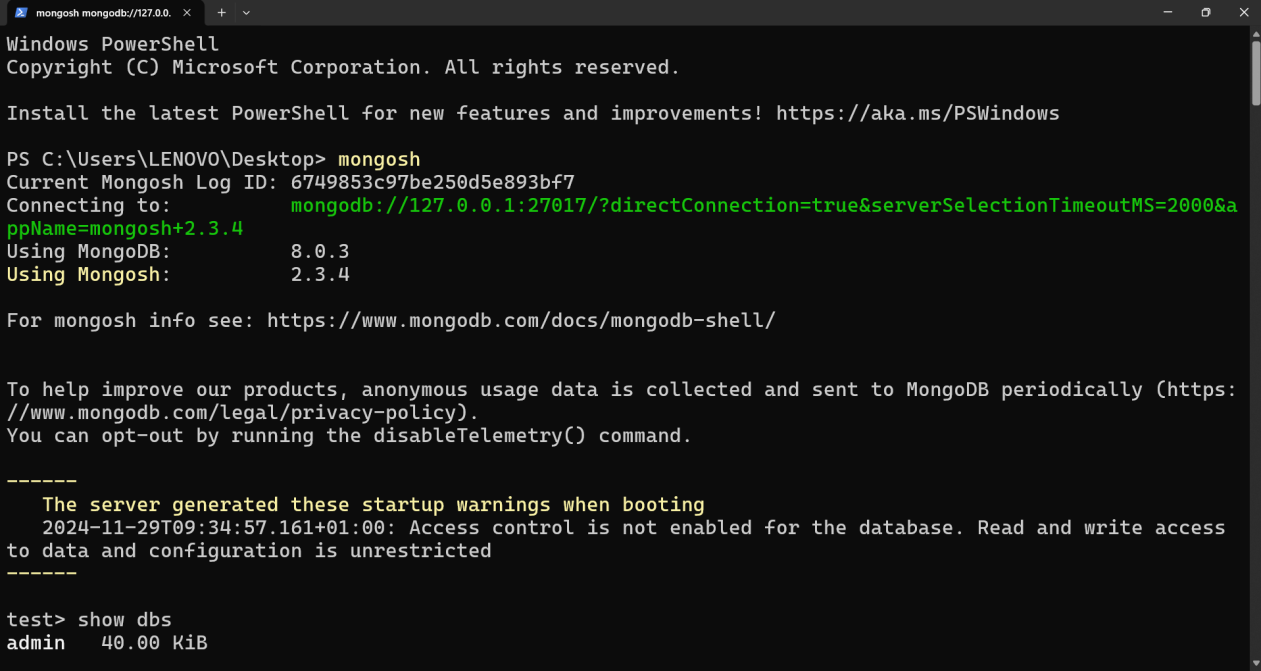 mongosh mongodb://127.0.0.
Windows PowerShell
Copyright (C) Microsoft Corporation. All rights reserved.
Install the latest PowerShell for new features and improvements! https://aka.ms/PSWindows
PS C:\Users\LENOVO\Desktop> mongosh
Current Mongosh Log ID: 6749853c97be250d5e893bf7
Connecting to:          mongodb://127.0.0.1:27017/?directConnection=true&serverSelectionTimeoutMS=2000&a
ppName=mongosh+2.3.4
Using MongoDB:          8.0.3
Using Mongosh:          2.3.4
For mongosh info see: https://www.mongodb.com/docs/mongodb-shell/
To help improve our products, anonymous usage data is collected and sent to MongoDB periodically (https:
//www.mongodb.com/legal/privacy-policy).
You can opt-out by running the disableTelemetry() command.
------
   The server generated these startup warnings when booting
   2024-11-29T09:34:57.161+01:00: Access control is not enabled for the database. Read and write access
to data and configuration is unrestricted
------
test> show dbs
admin   40.00 KiB